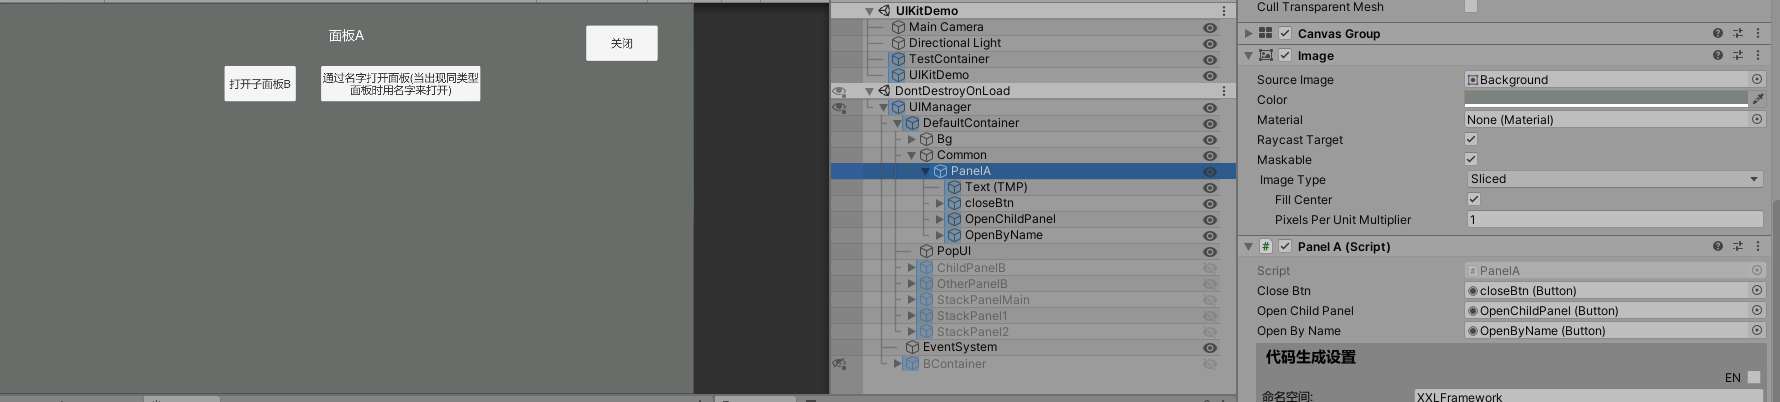 面板A
关闭
打开子面板B
通过名字打开面板(当出现同类型
面板时用名字来打开)
UIKitDemo
Main Camera
Directional Light
TestContainer
UIKitDemo
DontDestroyOnLoad
UIManager
DefaultContainer
Bg
Common
PanelA
Text (TMP)
closeBtn
OpenChildPanel
OpenByName
PopUI
ChildPanelB
OtherPanelB
StackPanelMain
StackPanel1
StackPanel2
EventSystem
BContainer
Cull Transparent Mesh
Canvas Group
Image
Source Image Background
Color
Material None (Material)
Raycast Target
Maskable
Image Type Sliced
Fill Center
Pixels Per Unit Multiplier 1
Panel A (Script)
Script PanelA
Close Btn closeBtn (Button)
Open Child Panel OpenChildPanel (Button)
Open By Name OpenByName (Button)
代码生成设置
EN
命名空间: XXLFramework